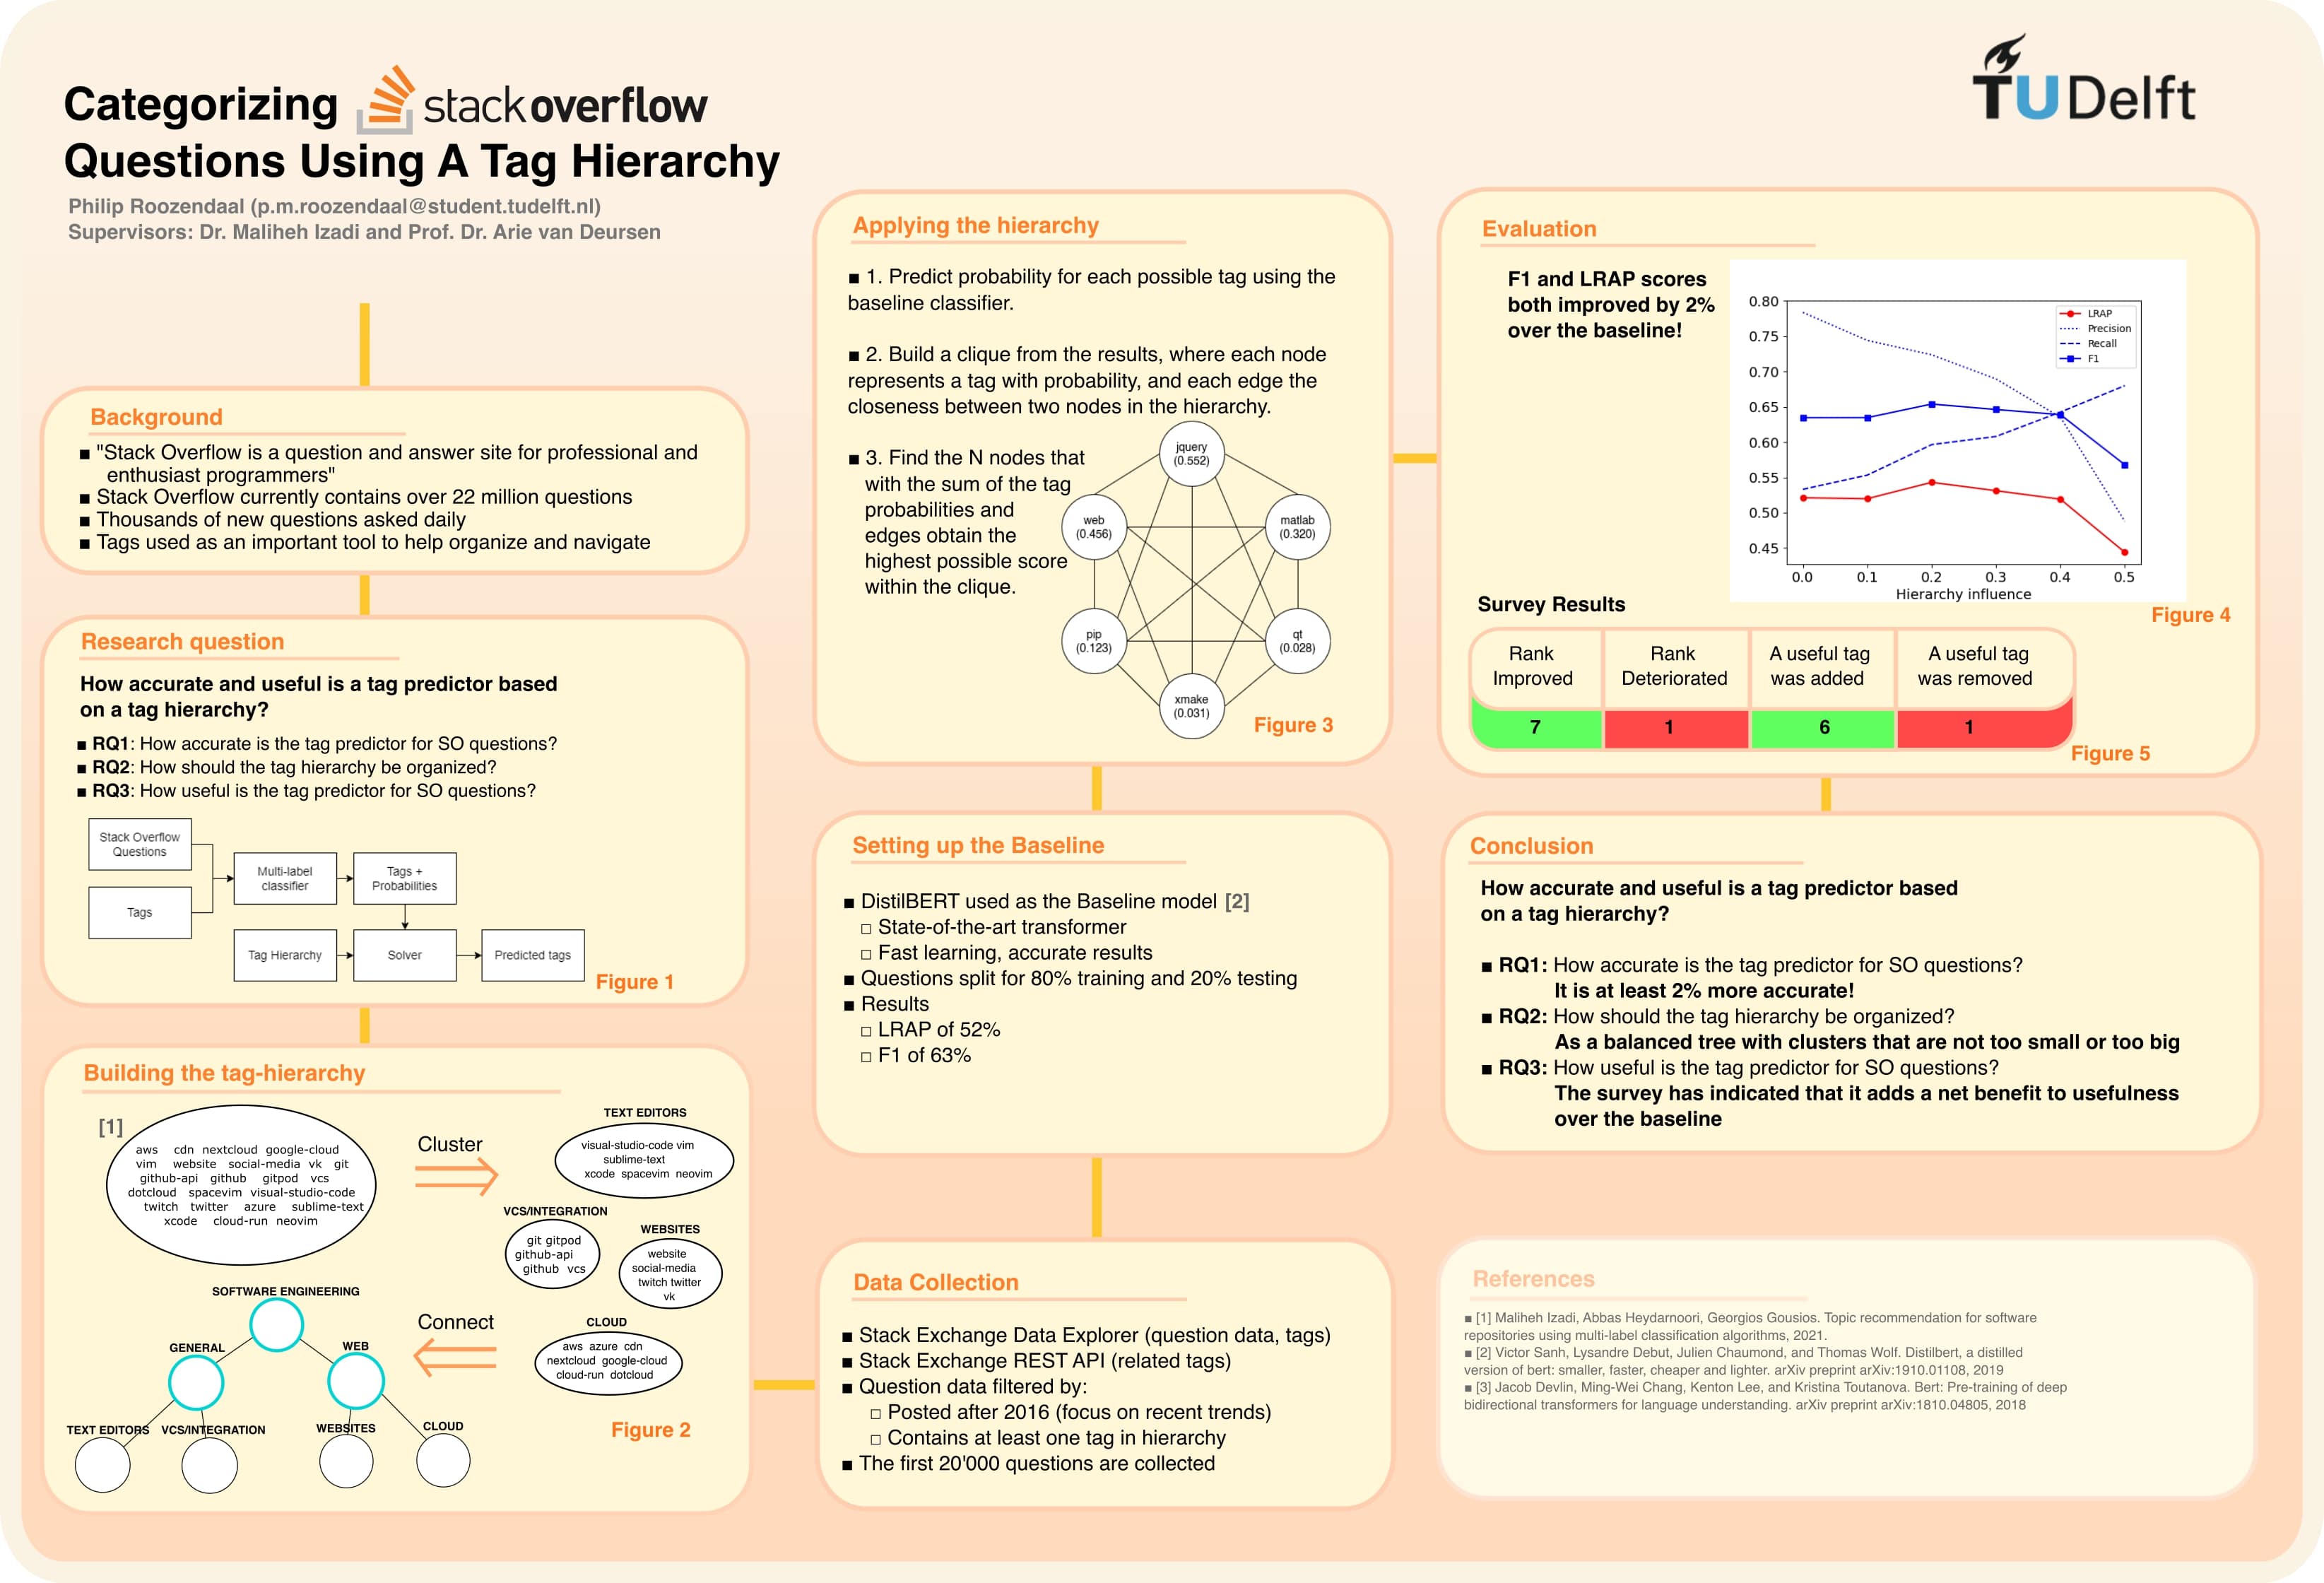 Categorizing stackoverflow
Questions Using A Tag Hierarchy
Philip Roozendaal (p.m.roozendaal@student.tudelft.nl)
Supervisors: Dr. Maliheh Izadi and Prof. Dr. Arie van Deursen
TU Delft
Background
▪ "Stack Overflow is a question and answer site for professional and
enthusiast programmers"
▪ Stack Overflow currently contains over 22 million questions
▪ Thousands of new questions asked daily
▪ Tags used as an important tool to help organize and navigate
Research question
How accurate and useful is a tag predictor based
on a tag hierarchy?
▪ RQ1: How accurate is the tag predictor for SO questions?
▪ RQ2: How should the tag hierarchy be organized?
▪ RQ3: How useful is the tag predictor for SO questions?
Stack Overflow
Questions
Tags
Multi-label
classifier
Tags +
Probabilities
Tag Hierarchy
Solver
Predicted tags
Figure 1
Building the tag-hierarchy
[1]
aws cdn nextcloud google-cloud
vim website social-media vk git
github-api github gitpod vcs
dotcloud spacevim visual-studio-code
twitch twitter azure sublime-text
xcode cloud-run neovim
Cluster
TEXT EDITORS
visual-studio-code vim
sublime-text
xcode spacevim neovim
VCS/INTEGRATION
git gitpod
github-api
github vcs
WEBSITES
website
social-media
twitch twitter
vk
CLOUD
aws azure cdn
nextcloud google-cloud
cloud-run dotcloud
Connect
SOFTWARE ENGINEERING
GENERAL
WEB
TEXT EDITORS
VCS/INTEGRATION
WEBSITES
CLOUD
Figure 2
Applying the hierarchy
▪ 1. Predict probability for each possible tag using the
baseline classifier.
▪ 2. Build a clique from the results, where each node
represents a tag with probability, and each edge the
closeness between two nodes in the hierarchy.
▪ 3. Find the N nodes that
with the sum of the tag
probabilities and
edges obtain the
highest possible score
within the clique.
jquery
(0.552)
web
(0.456)
matlab
(0.320)
pip
(0.123)
qt
(0.028)
xmake
(0.031)
Figure 3
Setting up the Baseline
▪ DistilBERT used as the Baseline model [2]
▫ State-of-the-art transformer
▫ Fast learning, accurate results
▪ Questions split for 80% training and 20% testing
▪ Results
▫ LRAP of 52%
▫ F1 of 63%
Data Collection
▪ Stack Exchange Data Explorer (question data, tags)
▪ Stack Exchange REST API (related tags)
▪ Question data filtered by:
▫ Posted after 2016 (focus on recent trends)
▫ Contains at least one tag in hierarchy
▪ The first 20'000 questions are collected
Evaluation
F1 and LRAP scores
both improved by 2%
over the baseline!
0.80
0.75
0.70
0.65
0.60
0.55
0.50
0.45
LRAP
Precision
Recall
F1
0.0 0.1 0.2 0.3 0.4 0.5
Hierarchy influence
Figure 4
Survey Results
Rank
Improved
Rank
Deteriorated
A useful tag
was added
A useful tag
was removed
7 1 6 1
Figure 5
Conclusion
How accurate and useful is a tag predictor based
on a tag hierarchy?
▪ RQ1: How accurate is the tag predictor for SO questions?
It is at least 2% more accurate!
▪ RQ2: How should the tag hierarchy be organized?
As a balanced tree with clusters that are not too small or too big
▪ RQ3: How useful is the tag predictor for SO questions?
The survey has indicated that it adds a net benefit to usefulness
over the baseline
References
▪ [1] Maliheh Izadi, Abbas Heydarnoori, Georgios Gousios. Topic recommendation for software
repositories using multi-label classification algorithms, 2021.
▪ [2] Victor Sanh, Lysandre Debut, Julien Chaumond, and Thomas Wolf. Distilbert, a distilled
version of bert: smaller, faster, cheaper and lighter. arXiv preprint arXiv:1910.01108, 2019
▪ [3] Jacob Devlin, Ming-Wei Chang, Kenton Lee, and Kristina Toutanova. Bert: Pre-training of deep
bidirectional transformers for language understanding. arXiv preprint arXiv:1810.04805, 2018